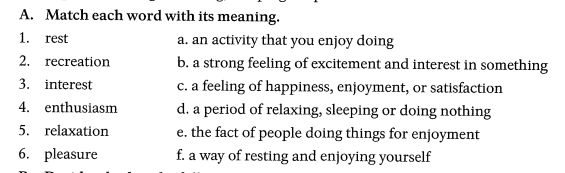 A. Match each word with its meaning.
1. rest a. an activity that you enjoy doing
2. recreation b. a strong feeling of excitement and interest in something
3. interest c. a feeling of happiness, enjoyment, or satisfaction
4. enthusiasm d. a period of relaxing, sleeping or doing nothing
5. relaxation e. the fact of people doing things for enjoyment
6. pleasure f. a way of resting and enjoying yourself